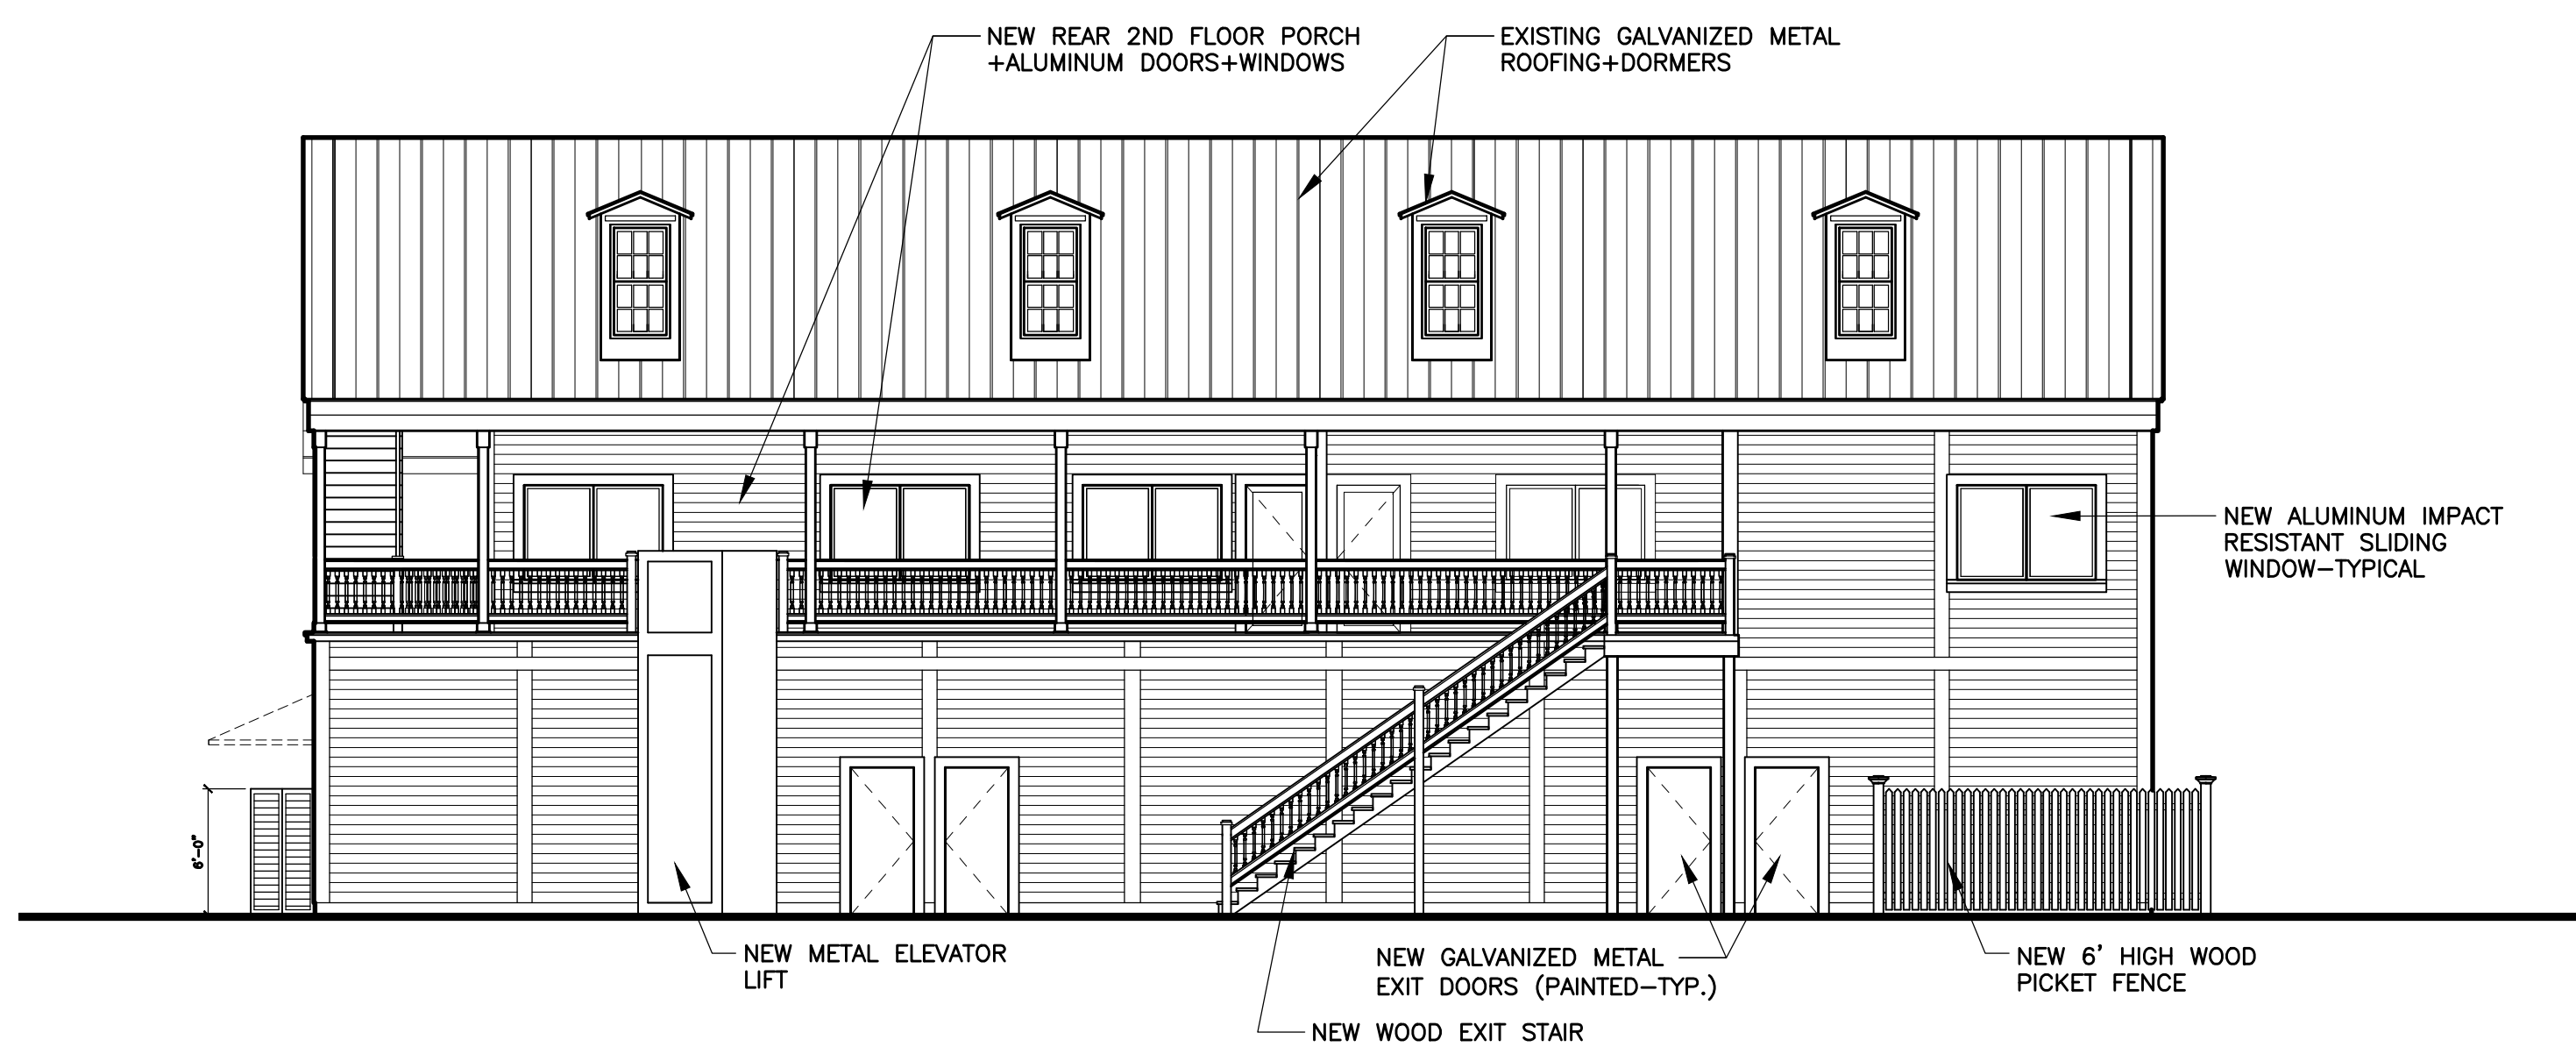 NEW REAR 2ND FLOOR PORCH
+ALUMINUM DOORS+WINDOWS
EXISTING GALVANIZED METAL
ROOFING+DORMERS
NEW ALUMINUM IMPACT
RESISTANT SLIDING
WINDOW-TYPICAL
6'-0"
NEW METAL ELEVATOR
LIFT
NEW GALVANIZED METAL
EXIT DOORS (PAINTED-TYP.)
NEW 6' HIGH WOOD
PICKET FENCE
NEW WOOD EXIT STAIR